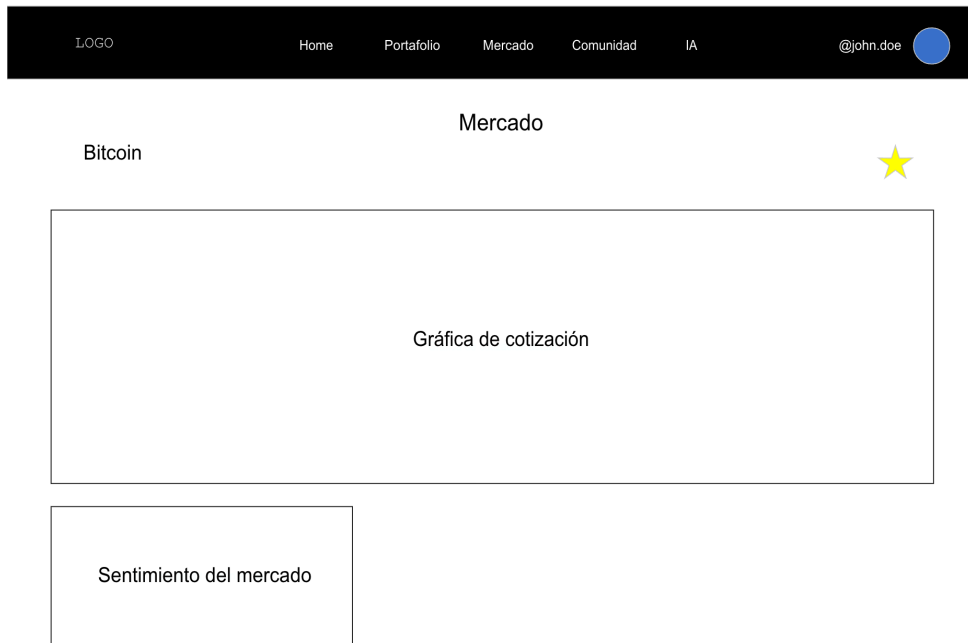 LOGO
Home Portafolio Mercado Comunidad IA
@john.doe
Mercado
Bitcoin
Gráfica de cotización
Sentimiento del mercado